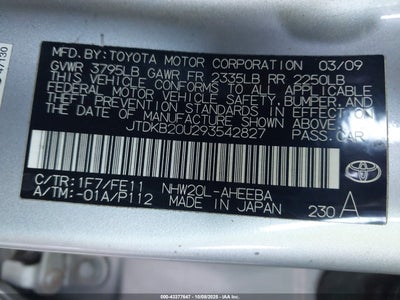 MFD.BY:TOYOTA MOTOR CORPORATION 03/09
GVWR 3795LB GAWR FR 2335LB RR 2250LB
THIS VEHICLE CONFORMS TO ALL APPLICABLE
FEDERAL MOTOR VEHICLE SAFETY,BUMPER,AND
THEFT PREVENTION STANDARDS IN EFFECT ON
THE DATE OF MANUFACTURE SHOWN ABOVE.
JTDKB20U293542827 PASS.CAR
TOYOTA
C/TR:1F7/FE11 NHW20L-AHEEBA
A/TM:-01A/P112 MADE IN JAPAN 230 A
© 2025 - 43377647 - 10/08/2025 - IAA Inc.